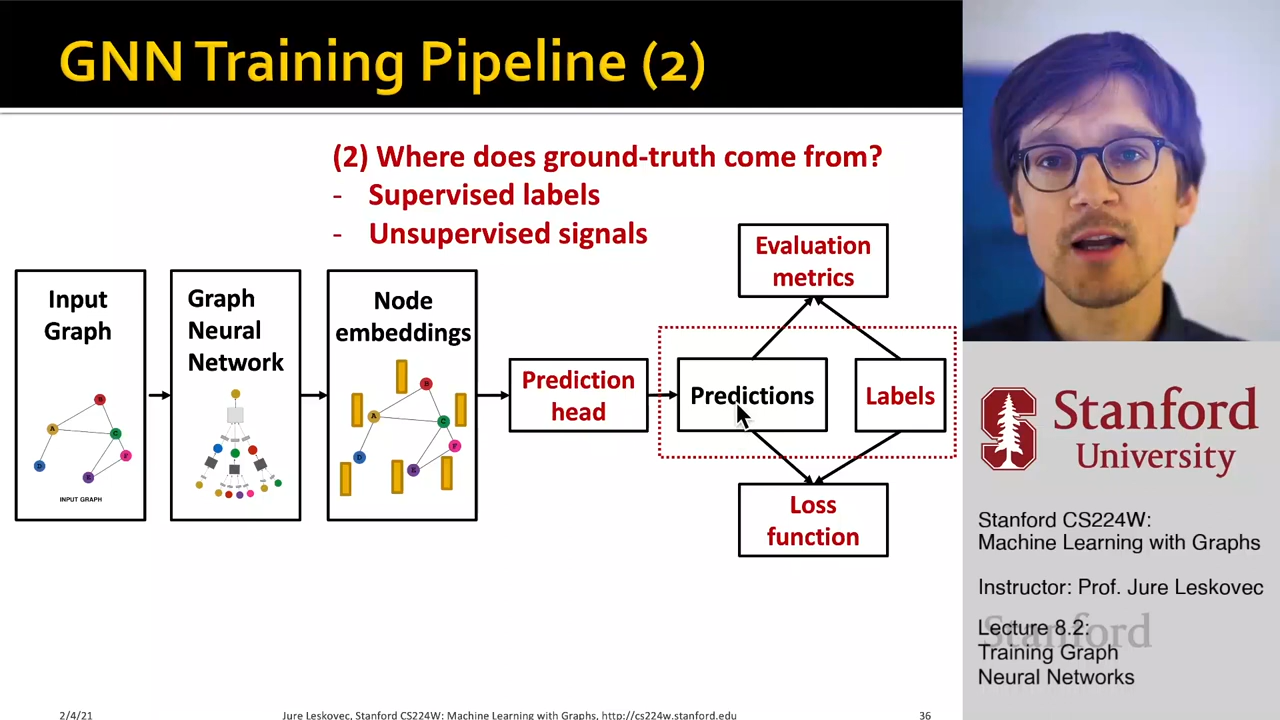 GNN Training Pipeline (2)
(2) Where does ground-truth come from?
- Supervised labels
- Unsupervised signals
Input
Graph
A
B
C
D
E
F
INPUT GRAPH
Graph
Neural
Network
Node
embeddings
A
B
C
D
E
F
Prediction
head
Evaluation
metrics
Predictions
Labels
Loss
function
2/4/21
Jure Leskovec, Stanford CS224W: Machine Learning with Graphs, http://cs224w.stanford.edu
36
S
Stanford
University
Stanford CS224W:
Machine Learning with Graphs
Instructor: Prof. Jure Leskovec
Stanford
Lecture 8.2:
Training Graph
Neural Networks